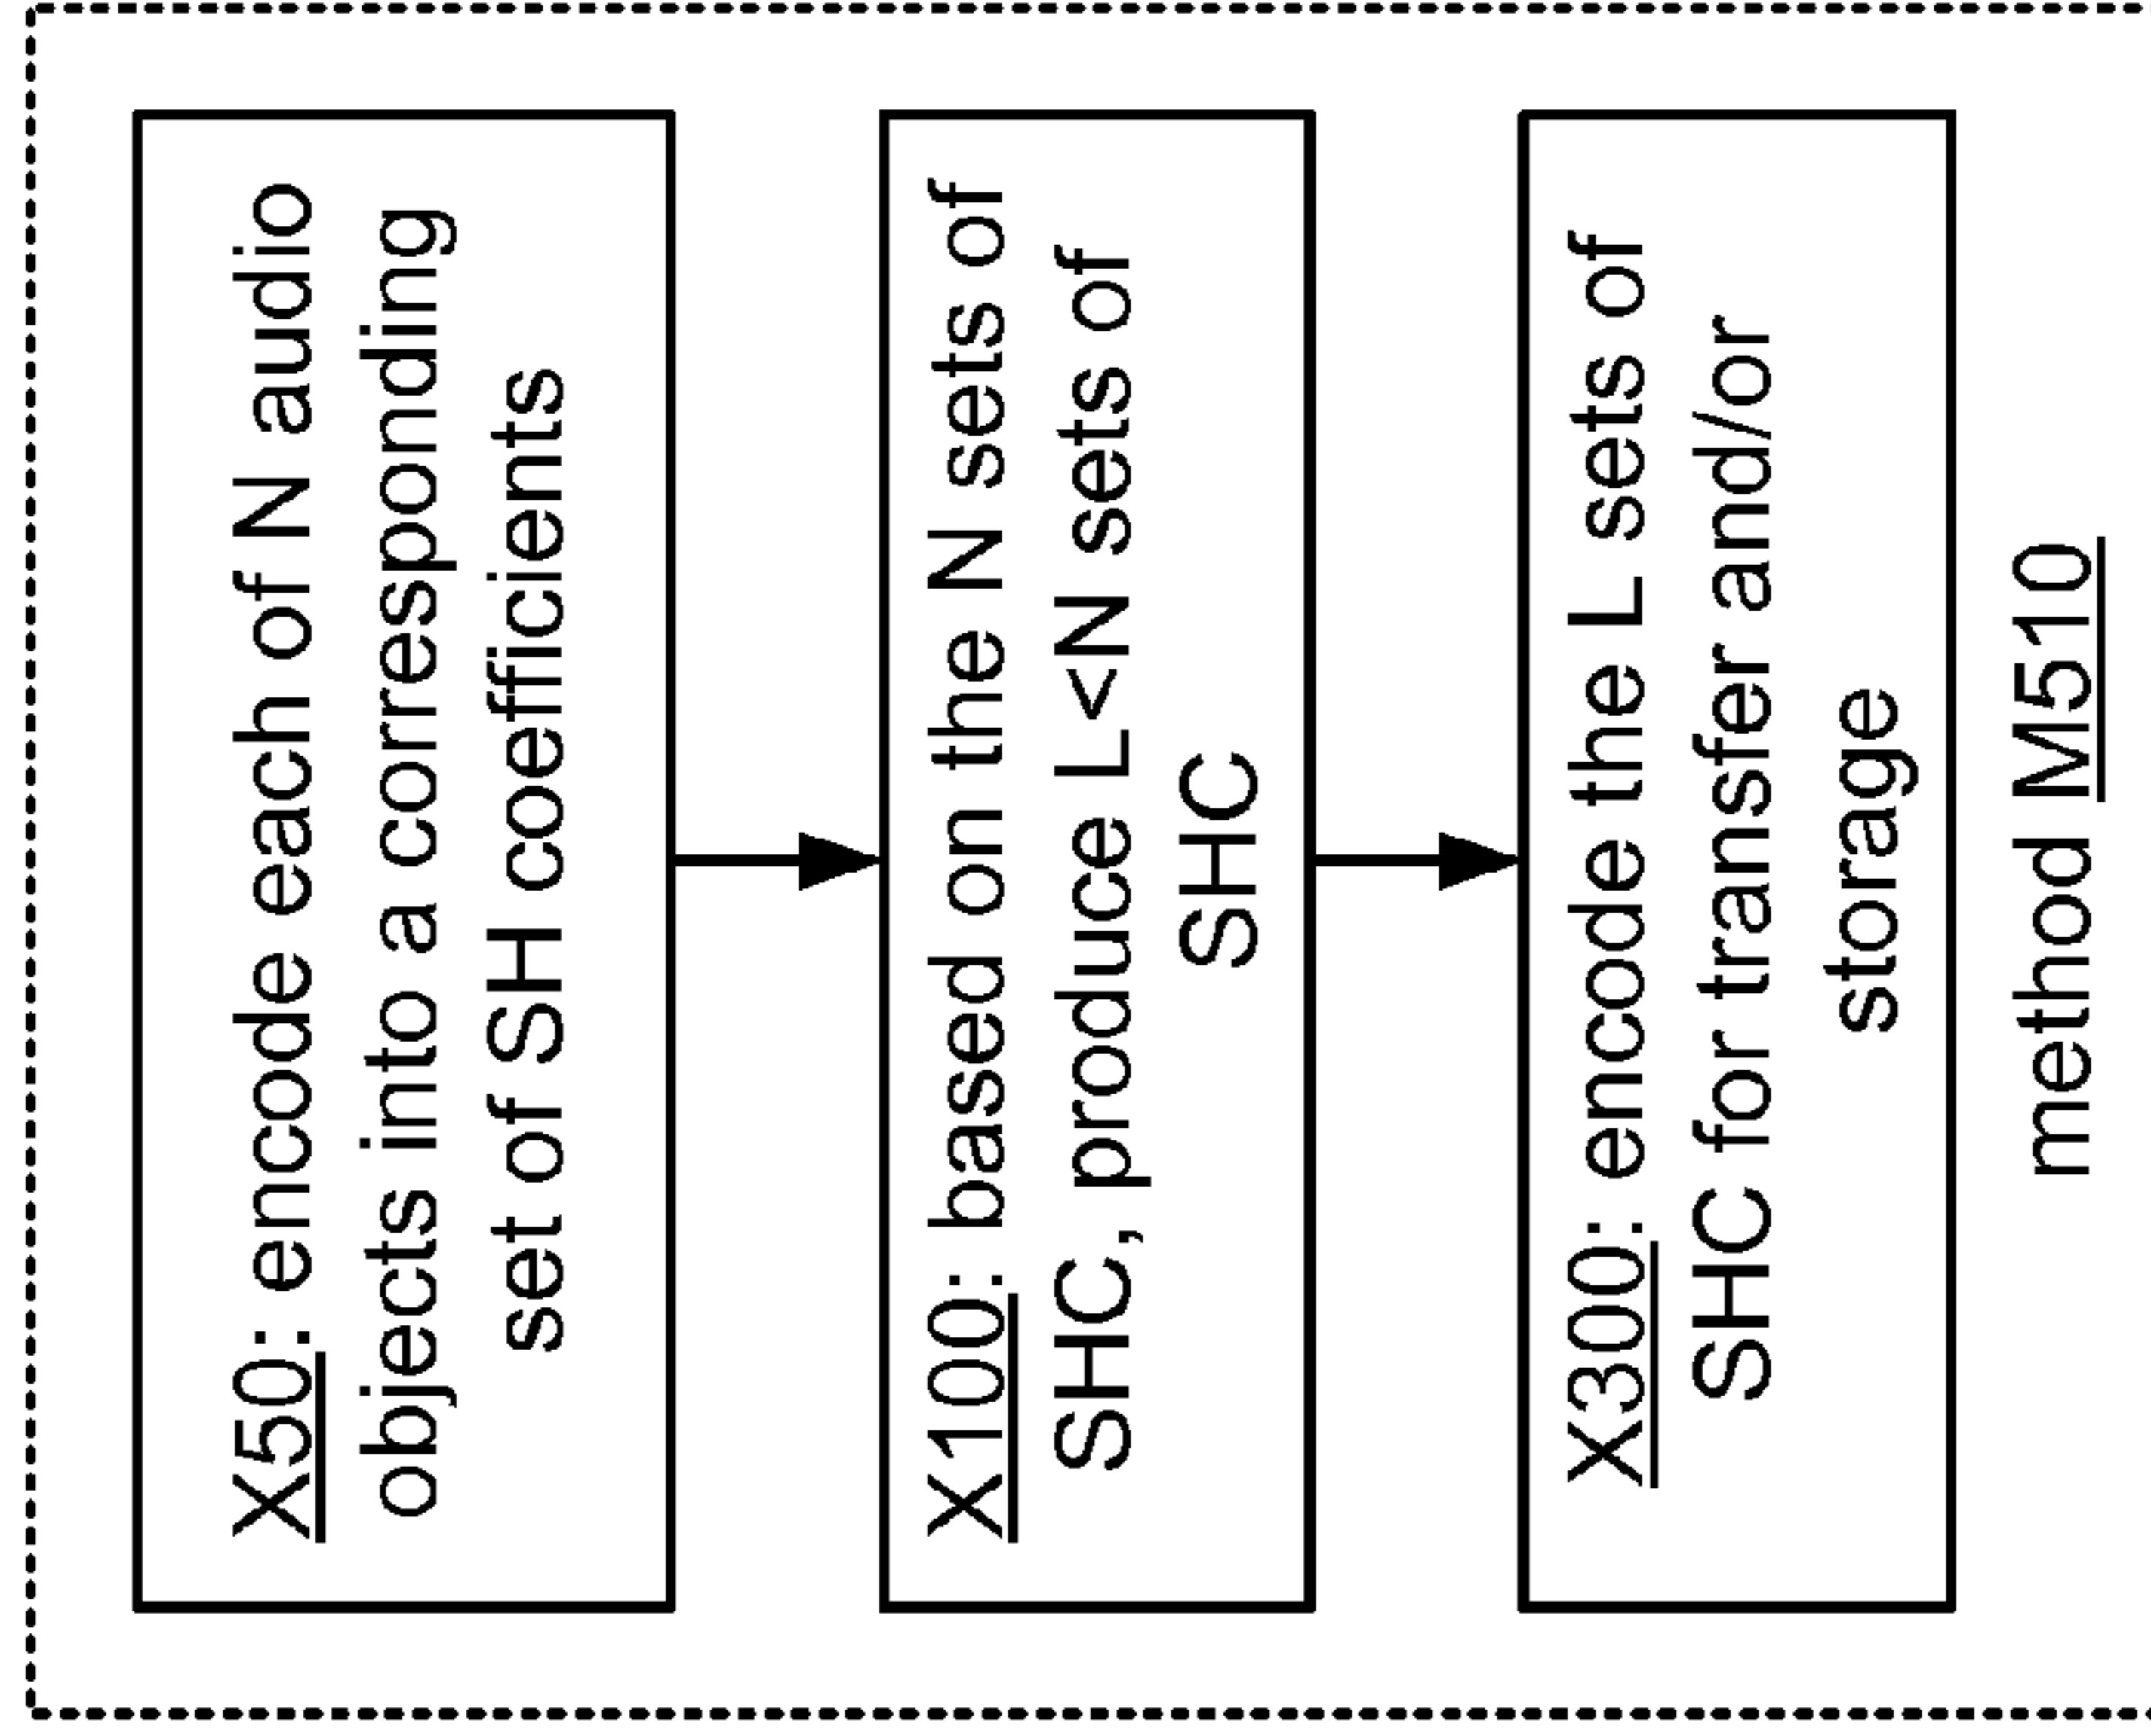 X50: encode each of N audio
objects into a corresponding
set of SH coefficients
X100: based on the N sets of
SHC, produce L<N sets of
SHC
X300: encode the L sets of
SHC for transfer and/or
storage
method M510